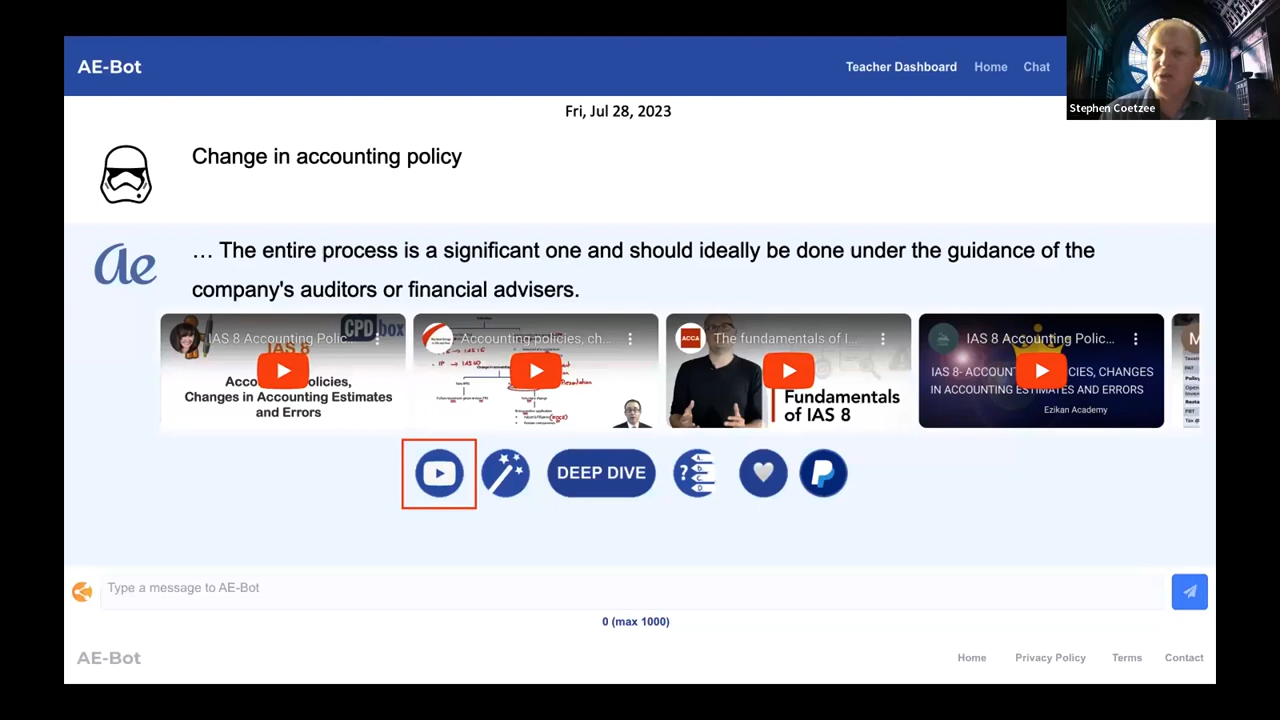 AE-Bot
Teacher Dashboard Home Chat
Stephen Coetzee
Fri, Jul 28, 2023
Change in accounting policy
ae
… The entire process is a significant one and should ideally be done under the guidance of the
company's auditors or financial advisers.
IAS 8 Accounting Polic...
CPDbox
IAS 8
Changes in Accounting Estimates
and Errors
Accounting policies, ch...
ACCA
The fundamentals of I...
Fundamentals
of IAS 8
IAS 8 Accounting Polic...
IN ACCOUNTING ESTIMATES AND ERRORS
Ezikan Academy
DEEP DIVE
Type a message to AE-Bot
0 (max 1000)
AE-Bot
Home Privacy Policy Terms Contact